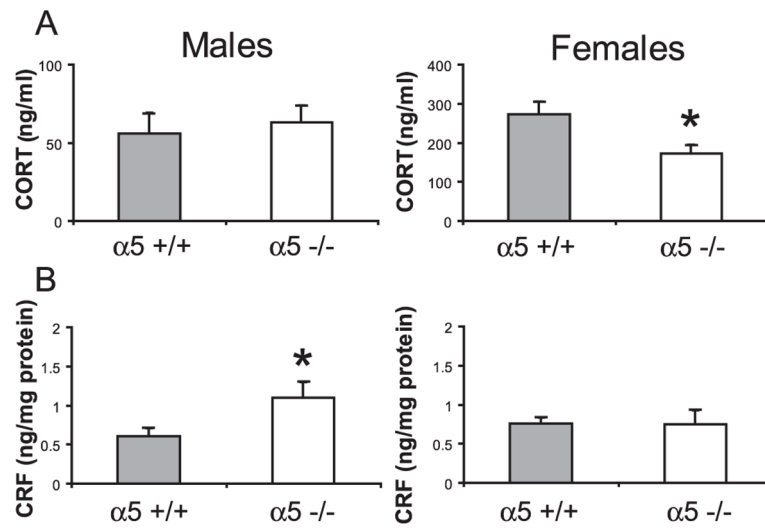 A
Males
Females
CORT (ng/ml)
100
50
0
α5 +/+
α5 -/-
CORT (ng/ml)
400
300
200
100
0
*
α5 +/+
α5 -/-
B
CRF (ng/mg protein)
2
1.5
1
0.5
0
*
α5 +/+
α5 -/-
CRF (ng/mg protein)
2
1.5
1
0.5
0
α5 +/+
α5 -/-